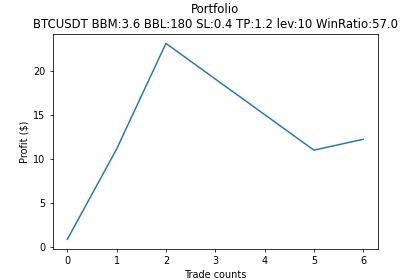 Portfolio
BTCUSDT BBM:3.6 BBL:180 SL:0.4 TP:1.2 lev:10 WinRatio:57.0
20
15
10
5
0
Profit ($)
0 1 2 3 4 5 6
Trade counts